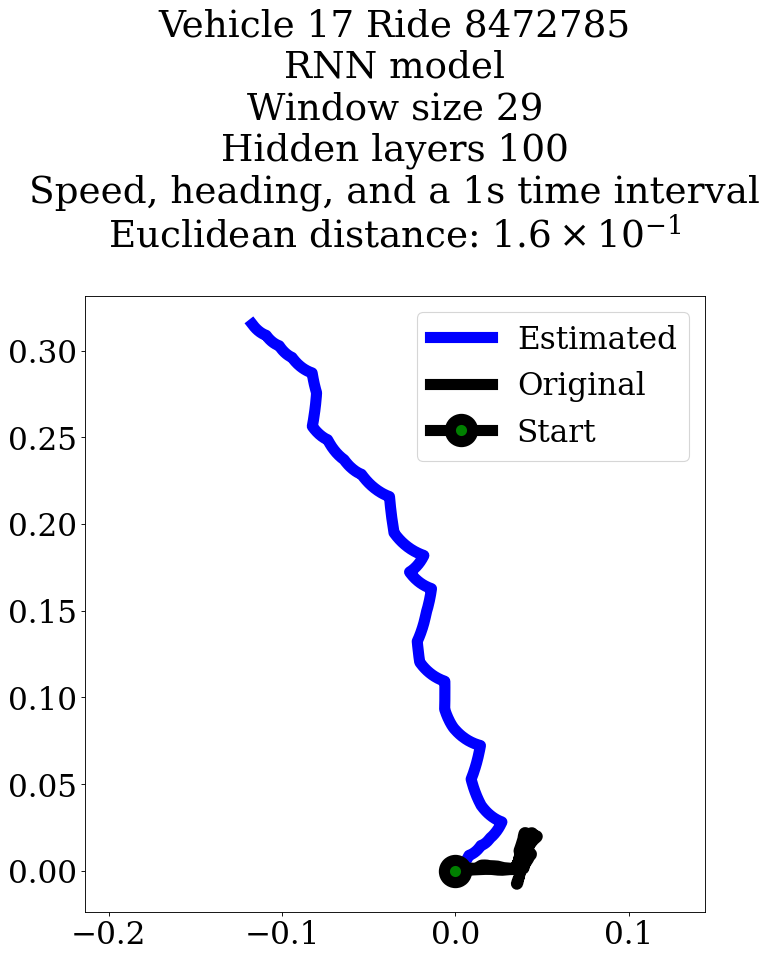 Vehicle 17 Ride 8472785
RNN model
Window size 29
Hidden layers 100
Speed, heading, and a 1s time interval
Euclidean distance: $1.6 \times 10^{-1}$
Estimated
Original
Start
0.30
0.25
0.20
0.15
0.10
0.05
0.00
−0.2 −0.1 0.0 0.1